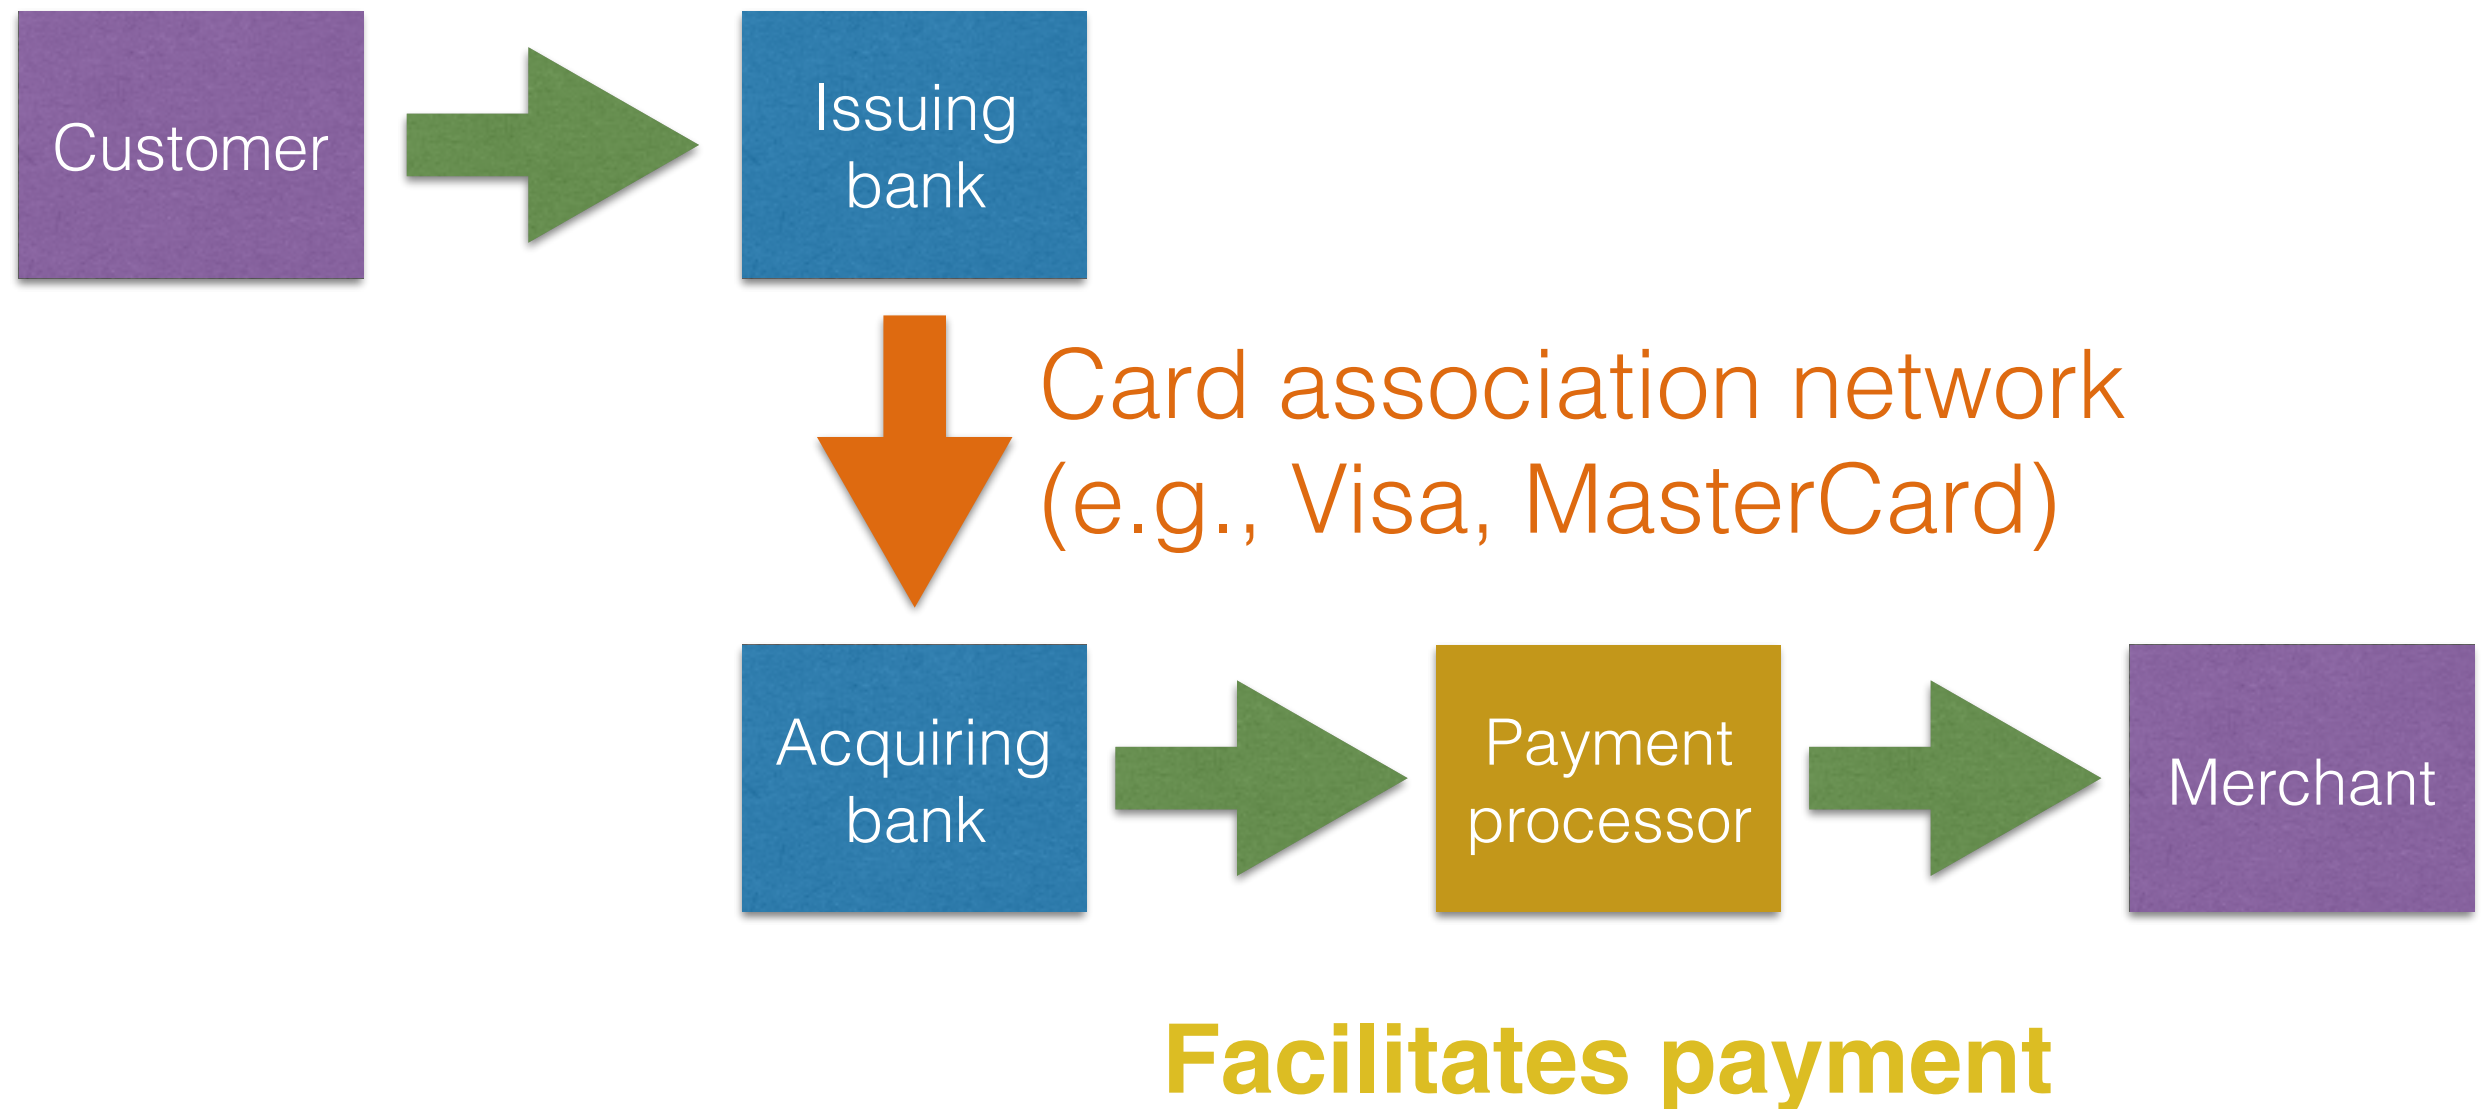 Customer
Issuing
bank
Card association network
(e.g., Visa, MasterCard)
Acquiring
bank
Payment
processor
Merchant
Facilitates payment